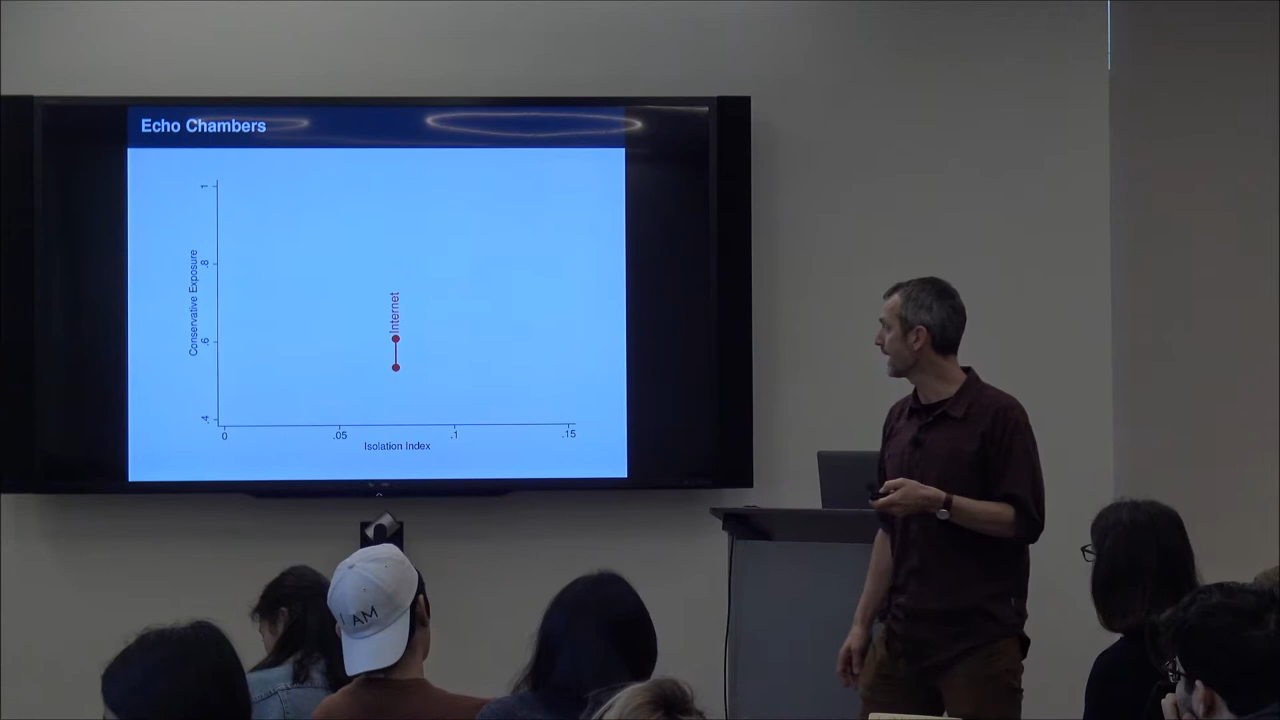 Echo Chambers
1
.8
.6
.4
Conservative Exposure
Internet
0
.05
.1
.15
Isolation Index
I AM